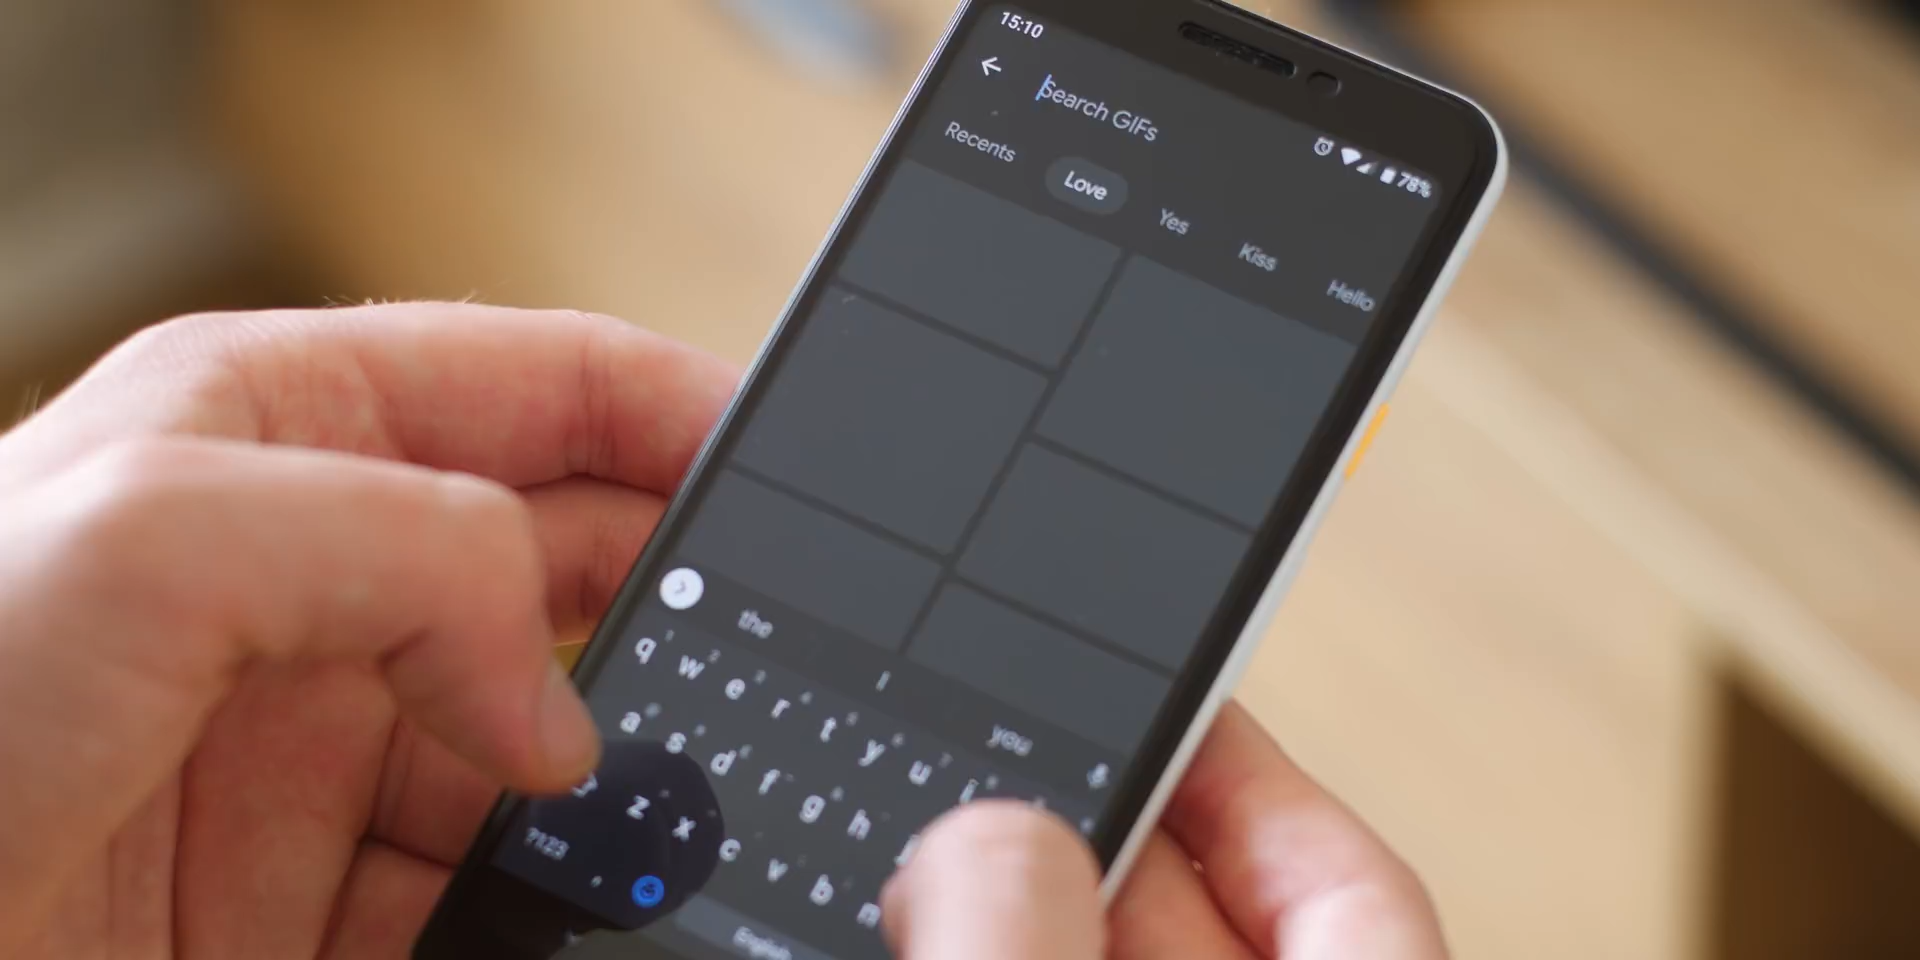 15:10
78%
Search GIFs
Recents Love Yes Kiss Hello
the I you
q w e r t y u i
a s d f g h
z x c v b n
?123
English